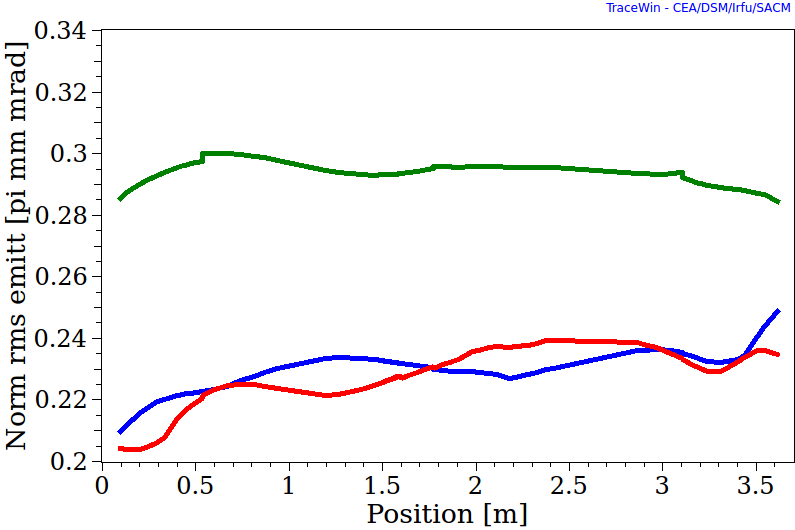 TraceWin - CEA/DSM/Irfu/SACM
Norm rms emitt [pi mm mrad]
0.34
0.32
0.3
0.28
0.26
0.24
0.22
0.2
0 0.5 1 1.5 2 2.5 3 3.5
Position [m]